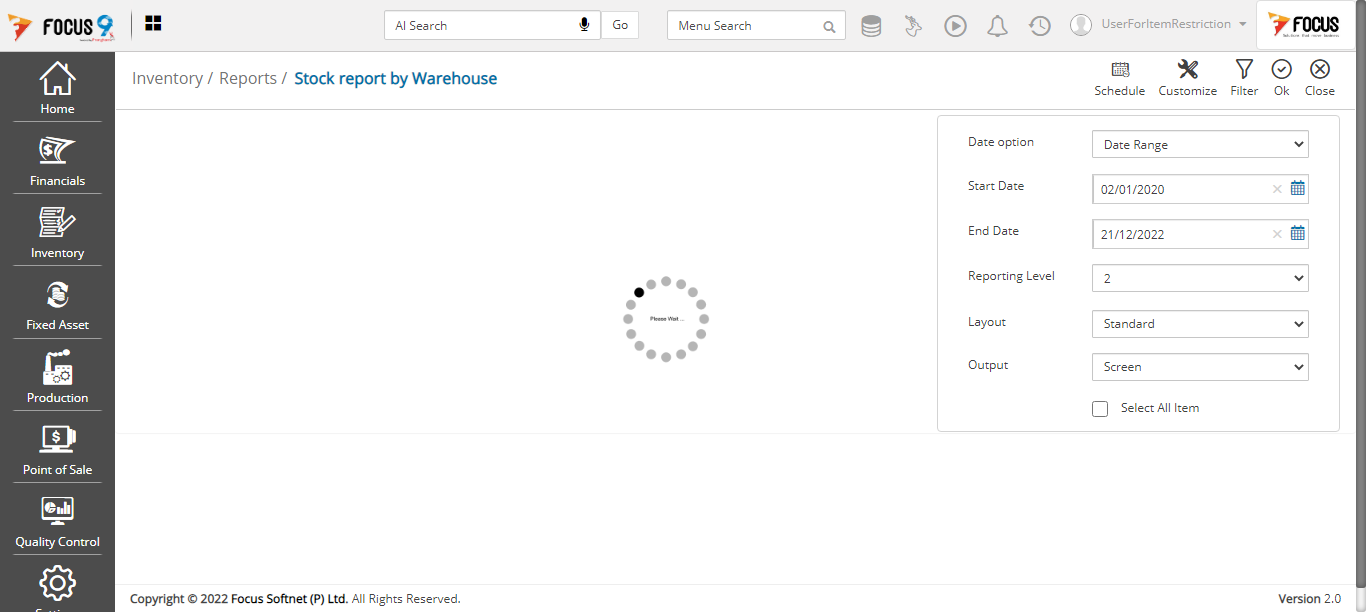 FOCUS 9
AI Search
Go
Menu Search
UserForItemRestriction
FOCUS
Home
Financials
Inventory
Fixed Asset
Production
Point of Sale
Quality Control
Inventory / Reports / Stock report by Warehouse
Schedule
Customize
Filter
Ok
Close
Please Wait ...
Date option
Date Range
Start Date
02/01/2020
End Date
21/12/2022
Reporting Level
2
Layout
Standard
Output
Screen
Select All Item
Copyright © 2022 Focus Softnet (P) Ltd. All Rights Reserved.
Version 2.0